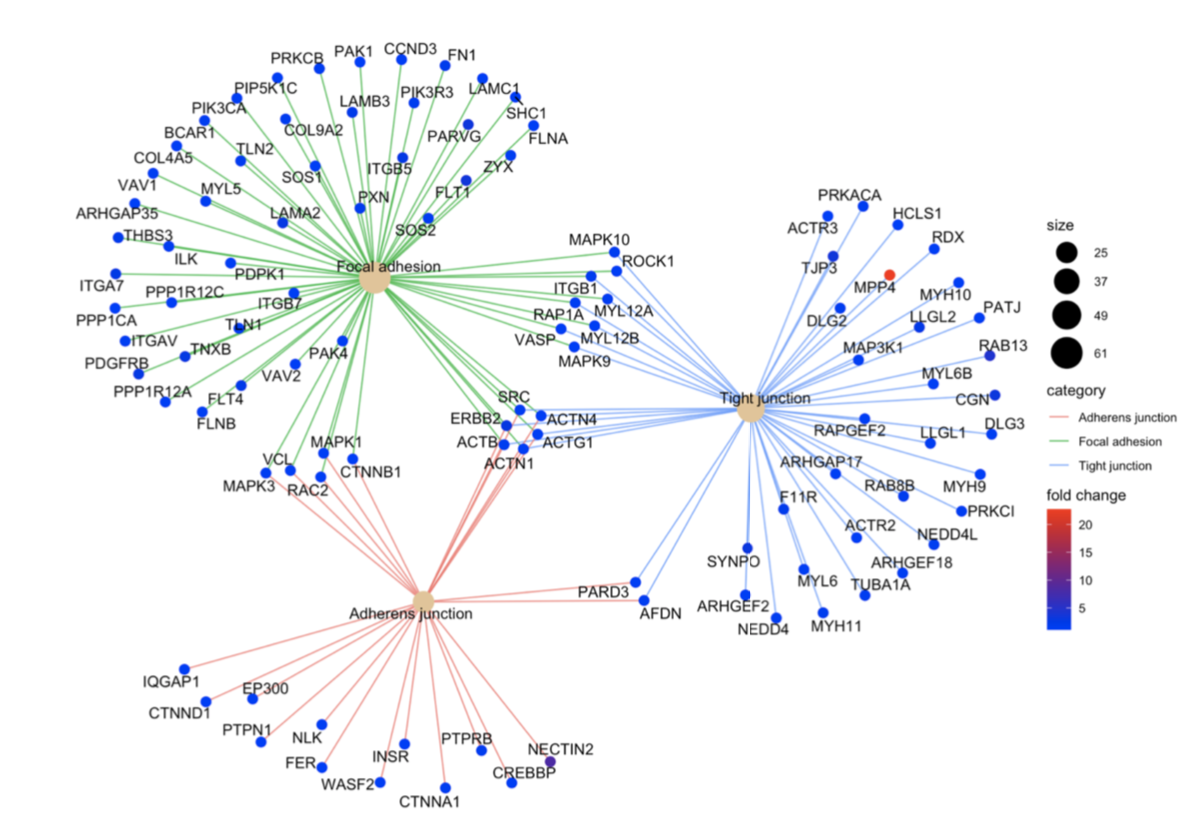 PRKCB
PAK1
CCND3
FN1
PIP5K1C
LAMB3
PIK3R3
LAMC1
PIK3CA
COL9A2
PARVG
SHC1
BCAR1
FLNA
COL4A5
TLN2
SOS1
ITGB5
ZYX
VAV1
MYL5
PXN
FLT1
ARHGAP35
LAMA2
SOS2
THBS3
ILK
Focal adhesion
PDPK1
ITGA7
PPP1R12C
ITGB7
PPP1CA
TLN1
ITGAV
TNXB
PAK4
PDGFRB
VAV2
PPP1R12A
FLT4
FLNB
MAPK10
ROCK1
ITGB1
RAP1A
MYL12A
VASP
MYL12B
MAPK9
SRC
ERBB2
ACTN4
ACTB
ACTG1
ACTN1
MAPK1
VCL
CTNNB1
MAPK3
RAC2
PRKACA
ACTR3
HCLS1
RDX
TJP3
MPP4
MYH10
PATJ
DLG2
LLGL2
MAP3K1
RAB13
MYL6B
Tight junction
CGN
RAPGEF2
LLGL1
DLG3
ARHGAP17
RAB8B
MYH9
F11R
PRKCI
ACTR2
NEDD4L
SYNPO
ARHGEF18
MYL6
TUBA1A
ARHGEF2
NEDD4
MYH11
PARD3
AFDN
Adherens junction
IQGAP1
EP300
CTNND1
PTPN1
NLK
FER
INSR
PTPRB
NECTIN2
WASF2
CREBBP
CTNNA1
size
25
37
49
61
category
Adherens junction
Focal adhesion
Tight junction
fold change
20
15
10
5